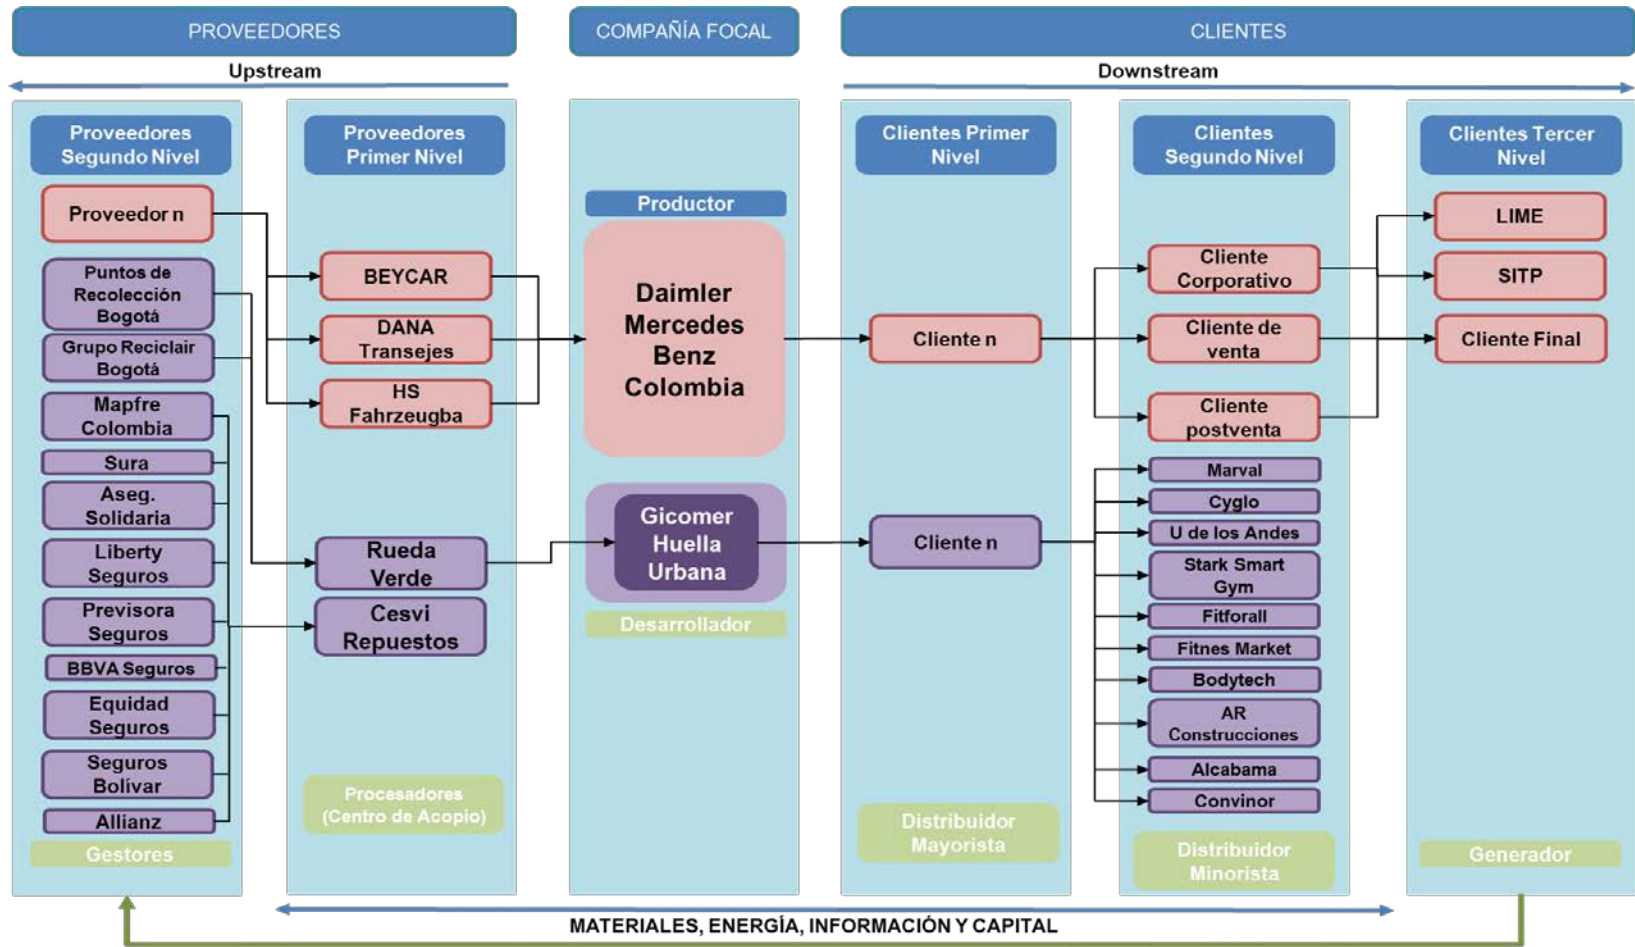 PROVEEDORES
COMPAÑÍA FOCAL
CLIENTES
Upstream
Downstream
Proveedores
Segundo Nivel
Proveedor n
Puntos de
Recolección
Bogotá
Grupo Reciclair
Bogotá
Mapfre
Colombia
Sura
Aseg.
Solidaria
Liberty
Seguros
Previsora
Seguros
BBVA Seguros
Equidad
Seguros
Seguros
Bolívar
Allianz
Gestores
Proveedores
Primer Nivel
BEYCAR
DANA
Transejes
HS
Fahrzeugba
Rueda
Verde
Cesvi
Repuestos
Procesadores
(Centro de Acopio)
Productor
Daimler
Mercedes
Benz
Colombia
Gicomer
Huella
Urbana
Desarrollador
Clientes Primer
Nivel
Cliente n
Cliente n
Distribuidor
Mayorista
Clientes
Segundo Nivel
Cliente
Corporativo
Cliente de
venta
Cliente
postventa
Marval
Cyglo
U de los Andes
Stark Smart
Gym
Fitforall
Fitnes Market
Bodytech
AR
Construcciones
Alcabama
Convinor
Distribuidor
Minorista
Clientes Tercer
Nivel
LIME
SITP
Cliente Final
Generador
MATERIALES, ENERGÍA, INFORMACIÓN Y CAPITAL